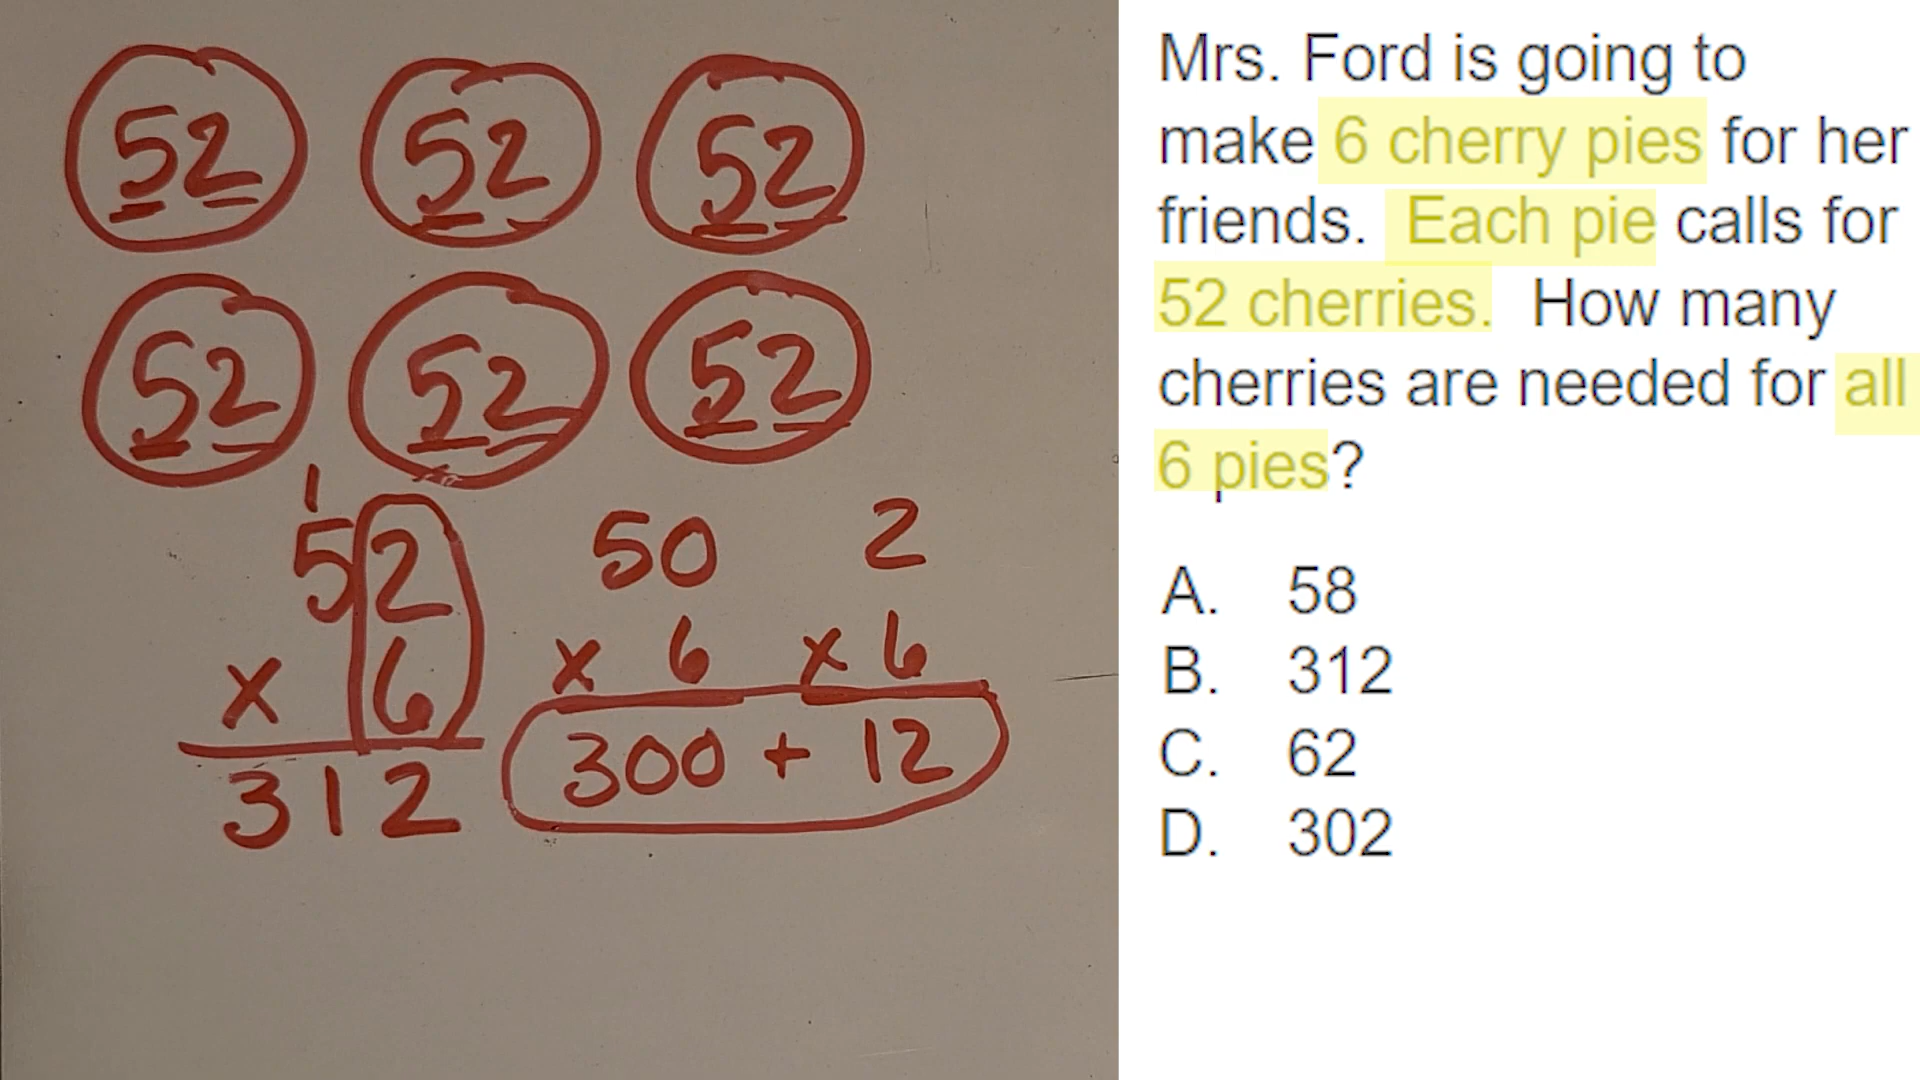 52 52 52
52 52 52
1
52 50 2
x 6 x 6 x 6
312 300 + 12
Mrs. Ford is going to
make 6 cherry pies for her
friends. Each pie calls for
52 cherries. How many
cherries are needed for all
6 pies?
A. 58
B. 312
C. 62
D. 302